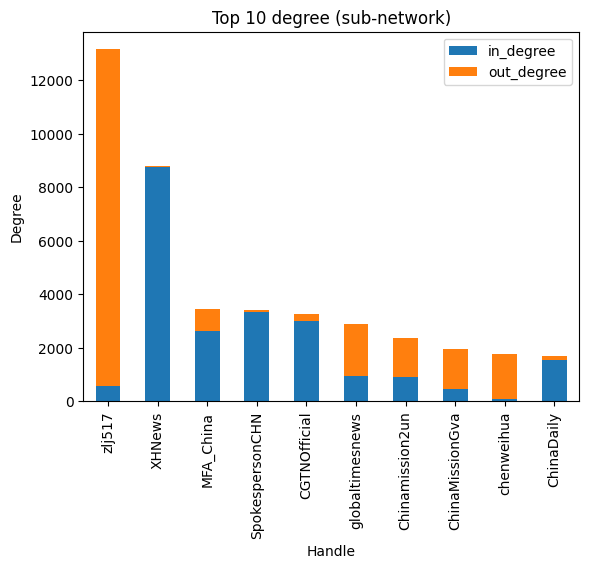 Top 10 degree (sub-network)
in_degree
out_degree
Degree
12000
10000
8000
6000
4000
2000
0
zlj517
XHNews
MFA_China
SpokespersonCHN
CGTNOfficial
globaltimesnews
Chinamission2un
ChinaMissionGva
chenweihua
ChinaDaily
Handle